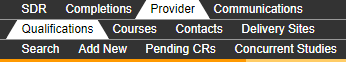 SDR Completions Provider Communications
Qualifications Courses Contacts Delivery Sites
Search Add New Pending CRs Concurrent Studies